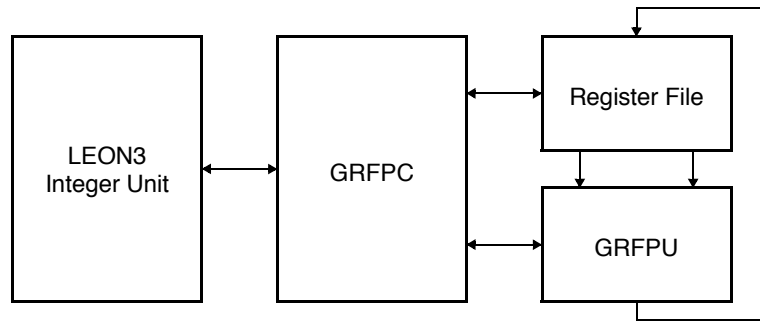 LEON3
Integer Unit
GRFPC
Register File
GRFPU